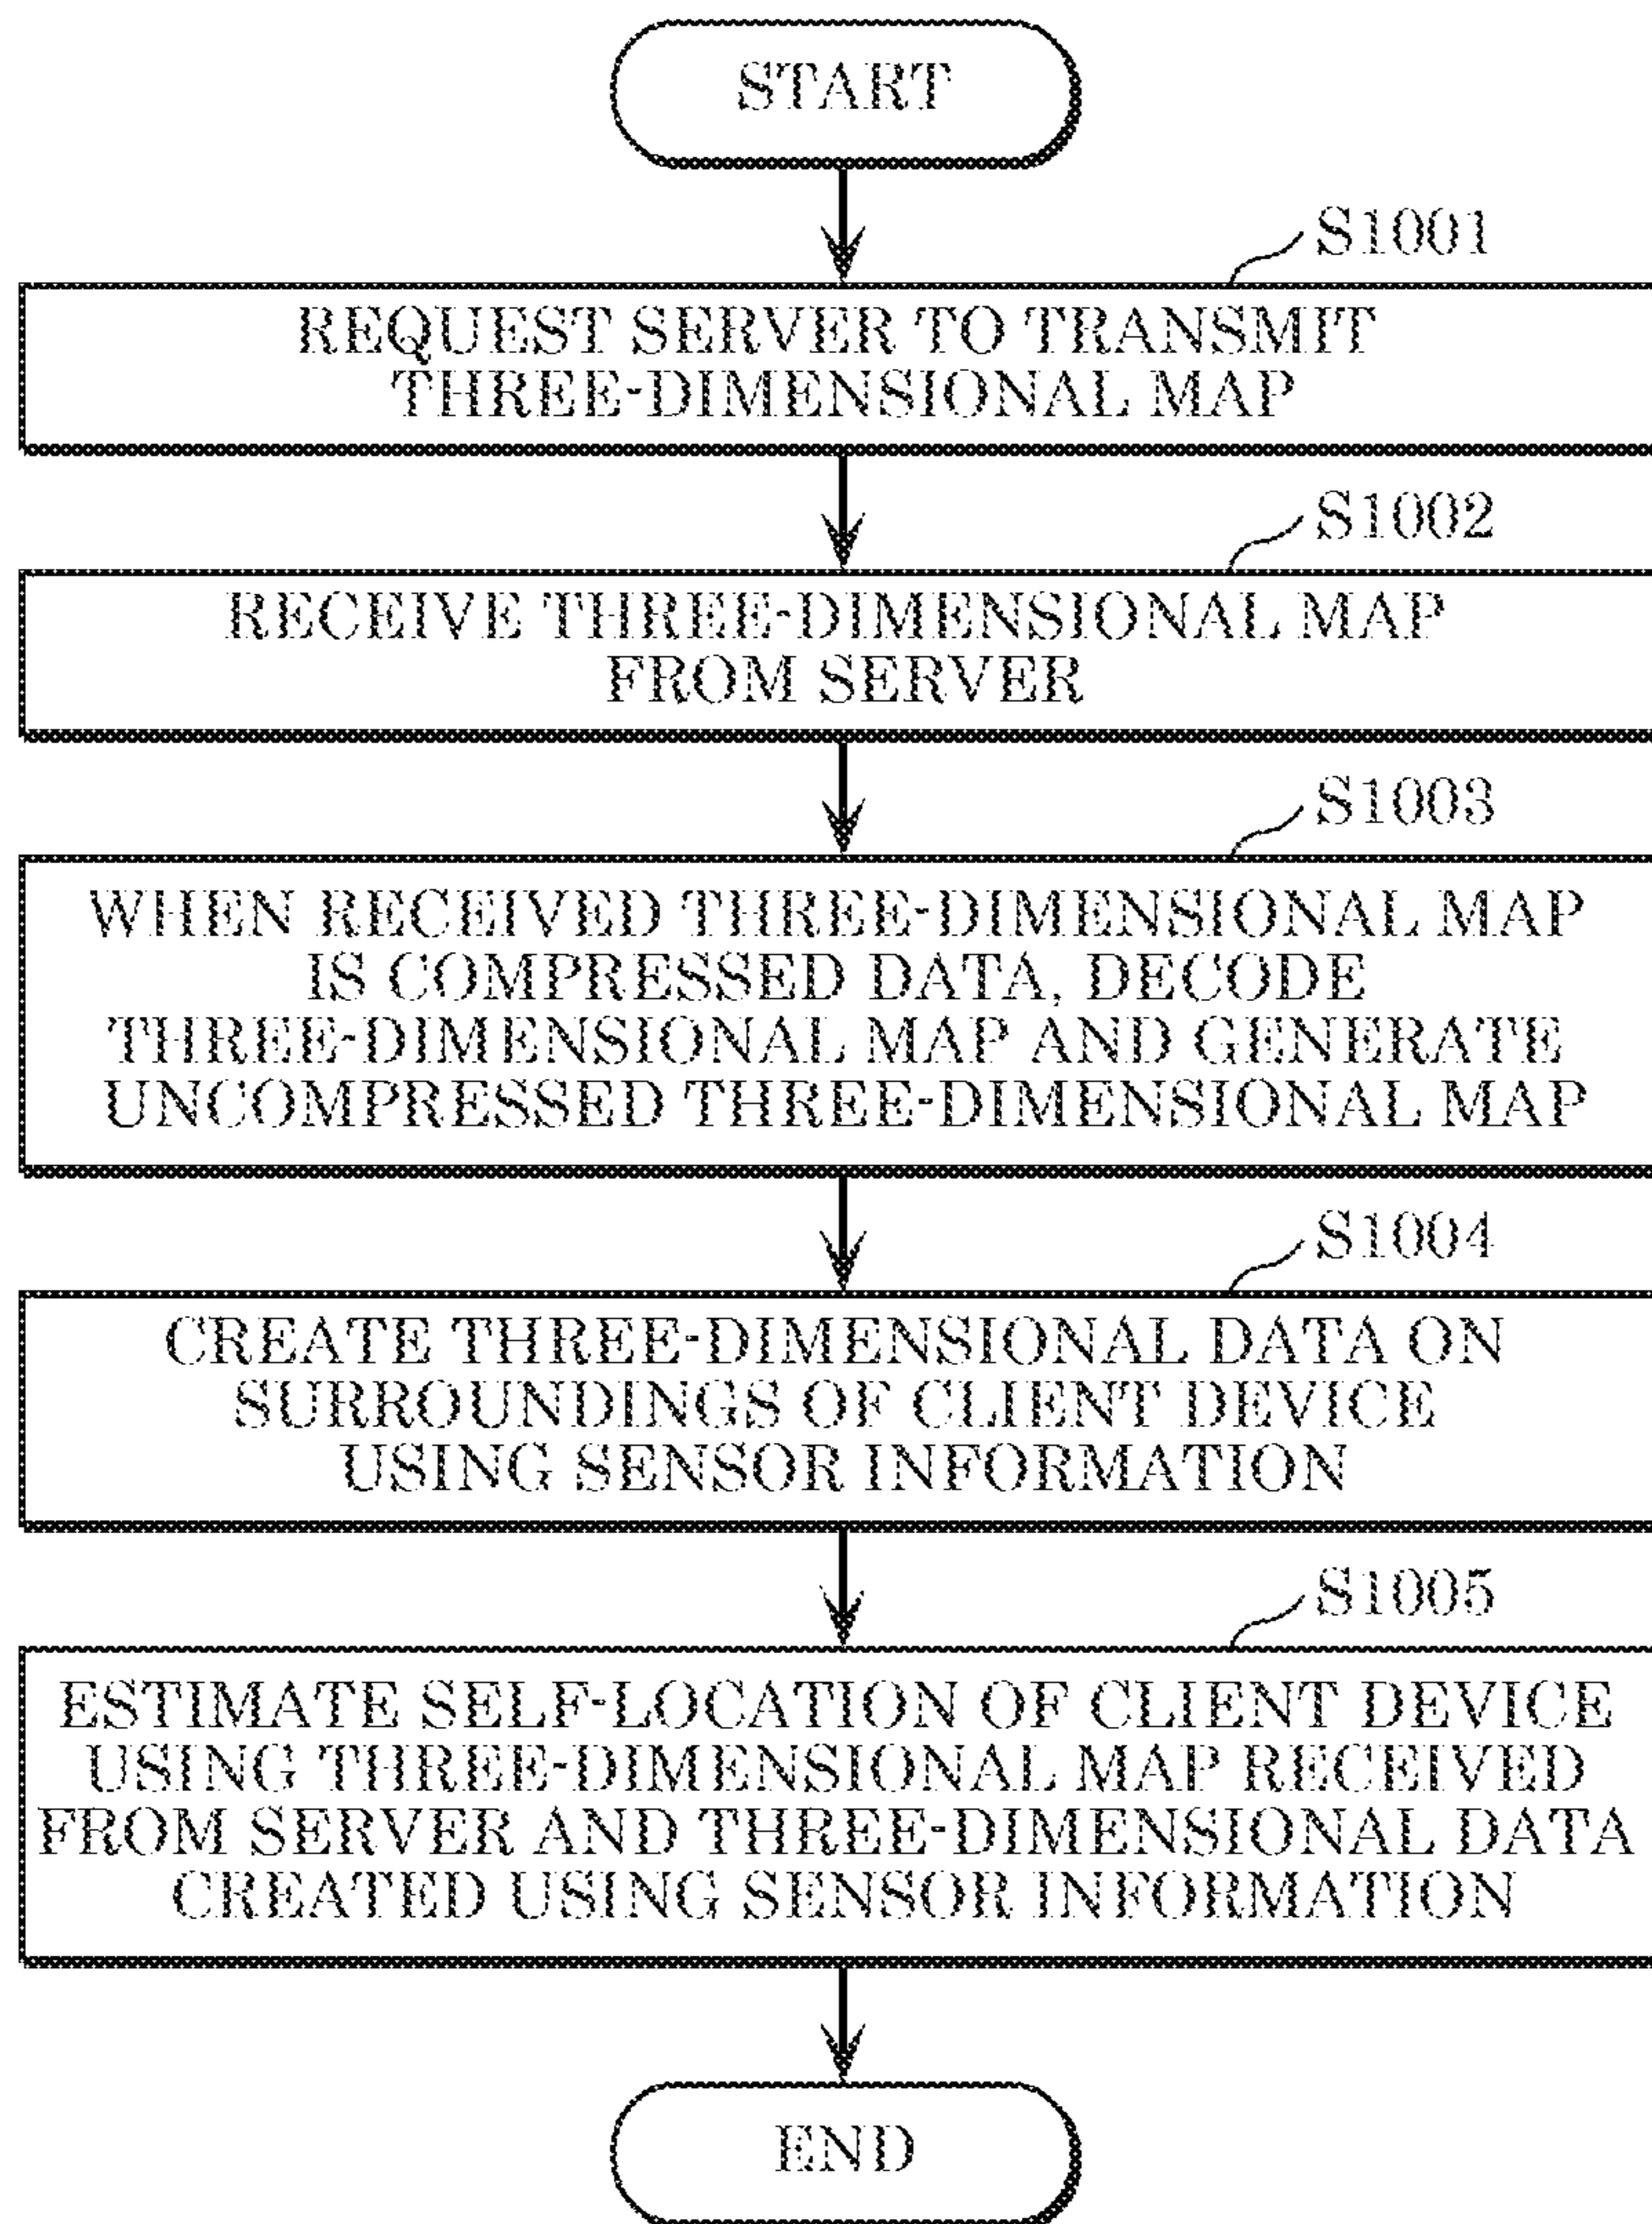 START
S1001
REQUEST SERVER TO TRANSMIT
THREE-DIMENSIONAL MAP
S1002
RECEIVE THREE-DIMENSIONAL MAP
FROM SERVER
S1003
WHEN RECEIVED THREE-DIMENSIONAL MAP
IS COMPRESSED DATA, DECODE
THREE-DIMENSIONAL MAP AND GENERATE
UNCOMPRESSED THREE-DIMENSIONAL MAP
S1004
CREATE THREE-DIMENSIONAL DATA ON
SURROUNDINGS OF CLIENT DEVICE
USING SENSOR INFORMATION
S1005
ESTIMATE SELF-LOCATION OF CLIENT DEVICE
USING THREE-DIMENSIONAL MAP RECEIVED
FROM SERVER AND THREE-DIMENSIONAL DATA
CREATED USING SENSOR INFORMATION
END